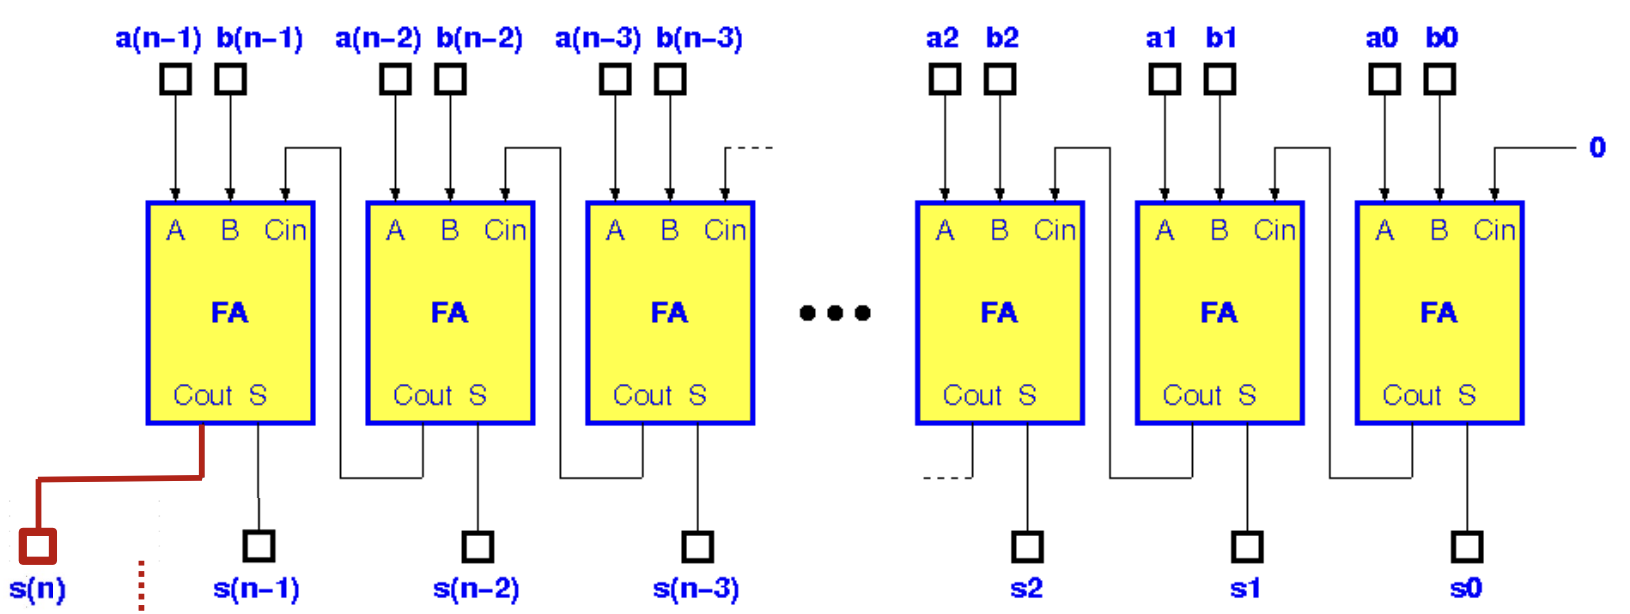 a(n−1) b(n−1) a(n−2) b(n−2) a(n−3) b(n−3) a2 b2 a1 b1 a0 b0
0
A B Cin A B Cin A B Cin A B Cin A B Cin A B Cin
FA FA FA FA FA FA
Cout S Cout S Cout S Cout S Cout S Cout S
s(n) s(n−1) s(n−2) s(n−3) s2 s1 s0